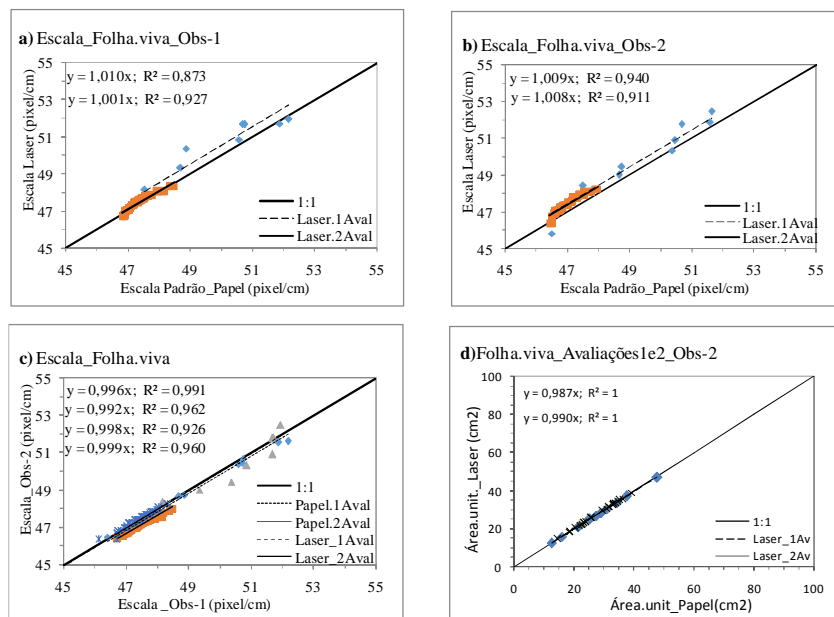 a) Escala_Folha.viva_Obs-1
y = 1,010x; R² = 0,873
y = 1,001x; R² = 0,927
Escala Laser (pixel/cm)
55
53
51
49
47
45
1:1
Laser.1Aval
Laser.2Aval
45 47 49 51 53 55
Escala Padrão_Papel (pixel/cm)
b) Escala_Folha.viva_Obs-2
y = 1,009x; R² = 0,940
y = 1,008x; R² = 0,911
Escala Laser (pixel/cm)
55
53
51
49
47
45
1:1
Laser.1Aval
Laser.2Aval
45 47 49 51 53 55
Escala Padrão_Papel (pixel/cm)
c) Escala_Folha.viva
y = 0,996x; R² = 0,991
y = 0,992x; R² = 0,962
y = 0,998x; R² = 0,926
y = 0,999x; R² = 0,960
Escala_Obs-2 (pixel/cm)
55
53
51
49
47
45
1:1
Papel.1Aval
Papel.2Aval
Laser_1Aval
Laser_2Aval
45 47 49 51 53 55
Escala _Obs-1 (pixel/cm)
d)Folha.viva_Avaliações1e2_Obs-2
y = 0,987x; R² = 1
y = 0,990x; R² = 1
Área.unit._Laser (cm2)
100
80
60
40
20
0
1:1
Laser_1Av
Laser_2Av
0 20 40 60 80 100
Área.unit_Papel(cm2)